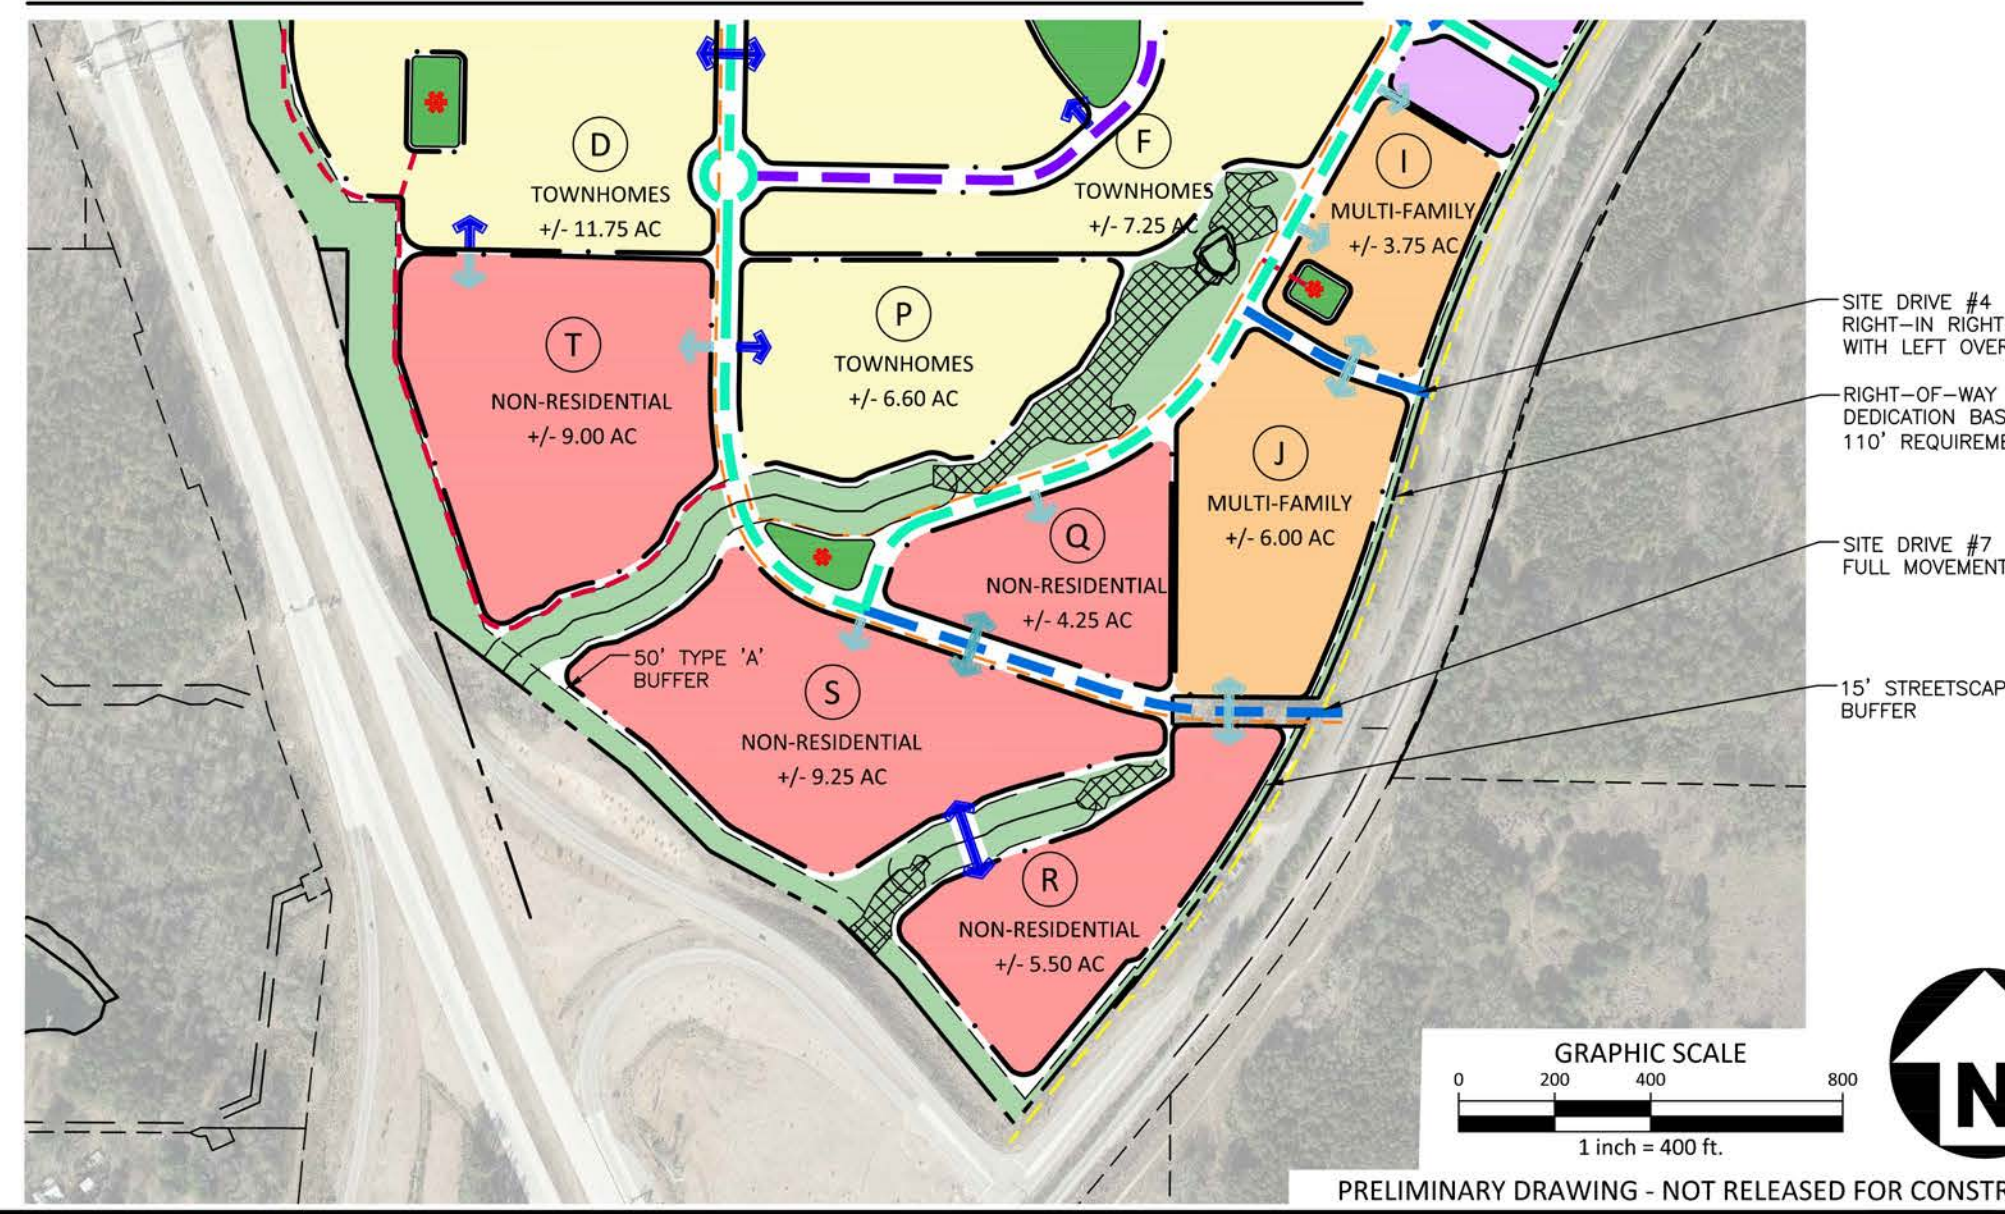 D
TOWNHOMES
+/- 11.75 AC
F
TOWNHOMES
+/- 7.25 AC
I
MULTI-FAMILY
+/- 3.75 AC
T
NON-RESIDENTIAL
+/- 9.00 AC
P
TOWNHOMES
+/- 6.60 AC
J
MULTI-FAMILY
+/- 6.00 AC
Q
NON-RESIDENTIAL
+/- 4.25 AC
50' TYPE 'A'
BUFFER
S
NON-RESIDENTIAL
+/- 9.25 AC
R
NON-RESIDENTIAL
+/- 5.50 AC
SITE DRIVE #4
RIGHT-IN RIGHT
WITH LEFT OVER
RIGHT-OF-WAY
DEDICATION BAS
110' REQUIREME
SITE DRIVE #7
FULL MOVEMENT
15' STREETSCAP
BUFFER
GRAPHIC SCALE
0 200 400 800
1 inch = 400 ft.
N
PRELIMINARY DRAWING - NOT RELEASED FOR CONSTR